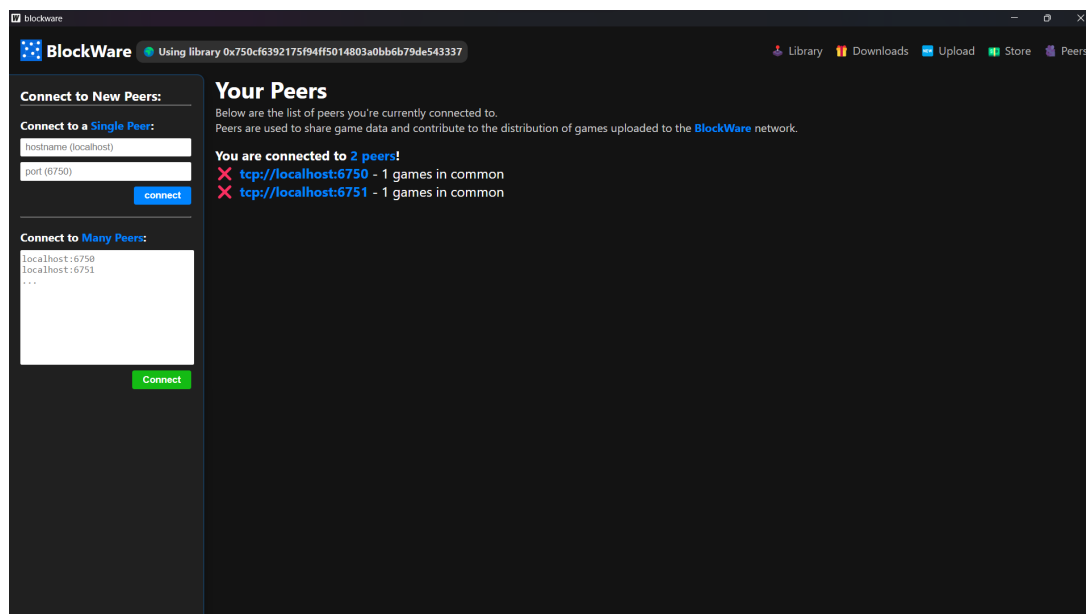 blockware
BlockWare
Using library 0x750cf6392175f94ff5014803a0bb6b79de543337
Library
Downloads
Upload
Store
Peers
Connect to New Peers:
Connect to a Single Peer:
hostname (localhost)
port (6750)
connect
Connect to Many Peers:
localhost:6750
localhost:6751
...
Connect
Your Peers
Below are the list of peers you're currently connected to.
Peers are used to share game data and contribute to the distribution of games uploaded to the BlockWare network.
You are connected to 2 peers!
tcp://localhost:6750 - 1 games in common
tcp://localhost:6751 - 1 games in common